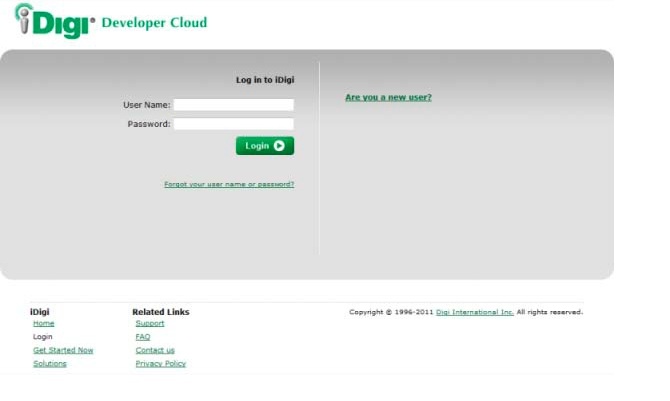 iDigi® Developer Cloud
Log in to iDigi
User Name:
Password:
Login
Forgot your user name or password?
Are you a new user?
iDigi
Home
Login
Get Started Now
Solutions
Related Links
Support
FAQ
Contact us
Privacy Policy
Copyright © 1996-2011 Digi International Inc. All rights reserved.